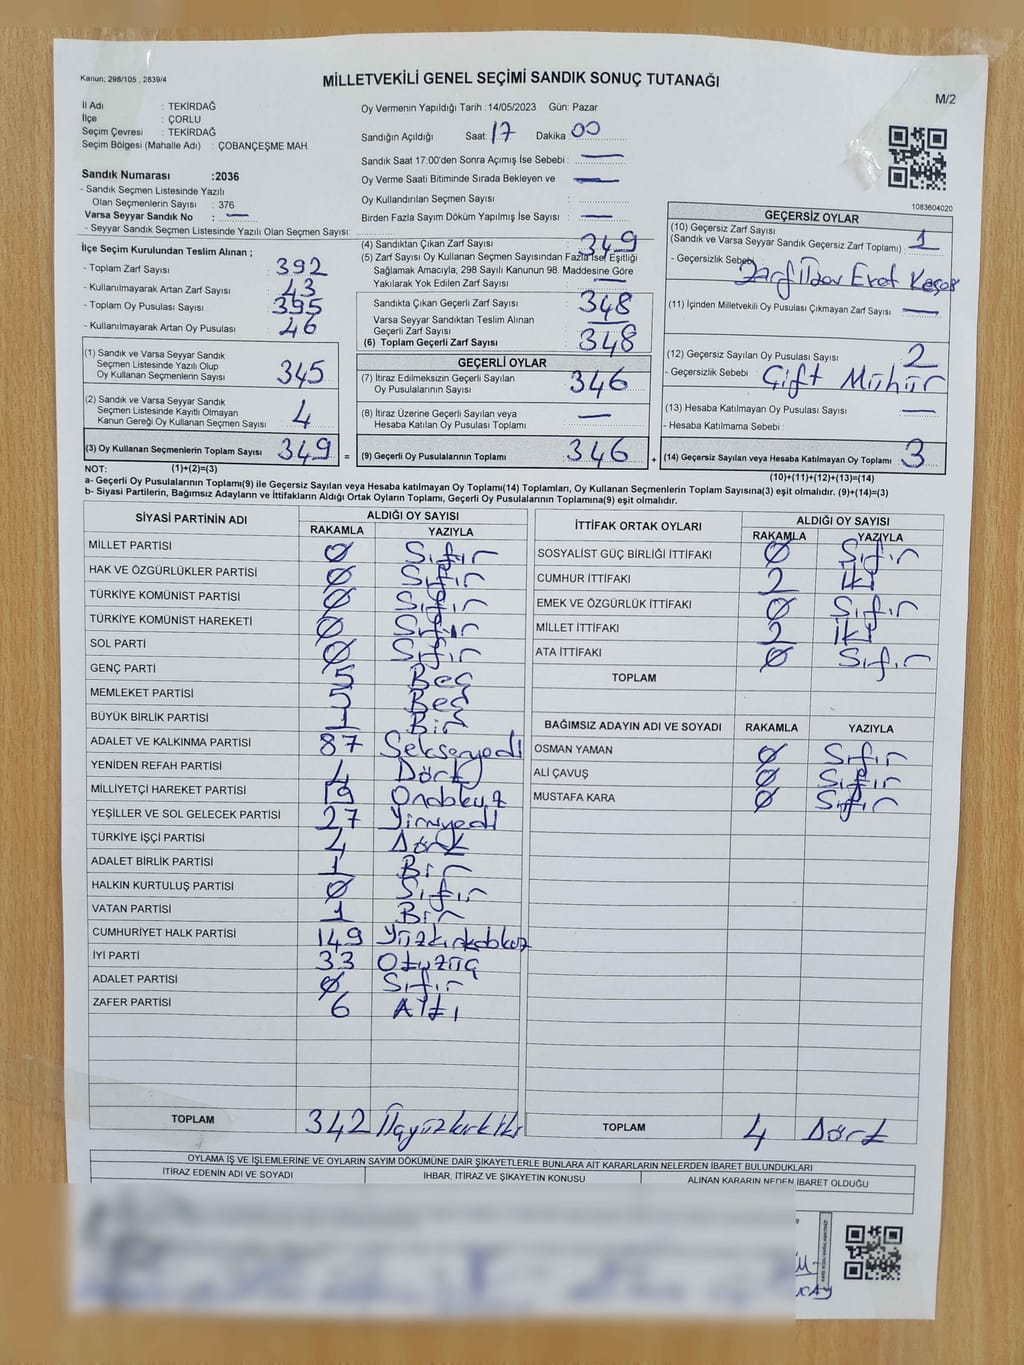 Kanun; 298/105 , 2839/4
MİLLETVEKİLİ GENEL SEÇİMİ SANDIK SONUÇ TUTANAĞI
M/2
İl Adı : TEKİRDAĞ
İlçe : ÇORLU
Seçim Çevresi : TEKİRDAĞ
Seçim Bölgesi (Mahalle Adı) : ÇOBANÇEŞME MAH.
Sandık Numarası :2036
- Sandık Seçmen Listesinde Yazılı
Olan Seçmenlerin Sayısı : 376
Varsa Seyyar Sandık No : —
- Seyyar Sandık Seçmen Listesinde Yazılı Olan Seçmen Sayısı:
Oy Vermenin Yapıldığı Tarih :14/05/2023 Gün: Pazar
Sandığın Açıldığı Saat: 17 Dakika : 00
Sandık Saat 17:00'den Sonra Açımış İse Sebebi : —
Oy Verme Saati Bitiminde Sırada Bekleyen ve : —
Oy Kullandırılan Seçmen Sayısı :
Birden Fazla Sayım Döküm Yapılmış İse Sayısı : —
1083604020
İlçe Seçim Kurulundan Teslim Alınan ;
- Toplam Zarf Sayısı : 392
- Kullanılmayarak Artan Zarf Sayısı : 43
- Toplam Oy Pusulası Sayısı : 395
- Kullanılmayarak Artan Oy Pusulası : 46
(1) Sandık ve Varsa Seyyar Sandık
Seçmen Listesinde Yazılı Olup
Oy Kullanan Seçmenlerin Sayısı : 345
(2) Sandık ve Varsa Seyyar Sandık
Seçmen Listesinde Kayıtlı Olmayan
Kanun Gereği Oy Kullanan Seçmen Sayısı : 4
(3) Oy Kullanan Seçmenlerin Toplam Sayısı : 349 =
(4) Sandıktan Çıkan Zarf Sayısı : 349
(5) Zarf Sayısı Oy Kullanan Seçmen Sayısından Fazla İse, Eşitliği
Sağlamak Amacıyla; 298 Sayılı Kanunun 98. Maddesine Göre
Yakılarak Yok Edilen Zarf Sayısı : —
Sandıkta Çıkan Geçerli Zarf Sayısı : 348
Varsa Seyyar Sandıktan Teslim Alınan
Geçerli Zarf Sayısı : —
(6) Toplam Geçerli Zarf Sayısı : 348
GEÇERLİ OYLAR
(7) İtiraz Edilmeksizin Geçerli Sayılan
Oy Pusulalarının Sayısı : 346
(8) İtiraz Üzerine Geçerli Sayılan veya
Hesaba Katılan Oy Pusulası Toplamı : —
(9) Geçerli Oy Pusulalarının Toplamı : 346 +
GEÇERSİZ OYLAR
(10) Geçersiz Zarf Sayısı
(Sandık ve Varsa Seyyar Sandık Geçersiz Zarf Toplamı) : 1
- Geçersizlik Sebebi :
(11) İçinden Milletvekili Oy Pusulası Çıkmayan Zarf Sayısı : —
(12) Geçersiz Sayılan Oy Pusulası Sayısı : 2
- Geçersizlik Sebebi : Çift Mühür
(13) Hesaba Katılmayan Oy Pusulası Sayısı : —
- Hesaba Katılmama Sebebi :
(14) Geçersiz Sayılan veya Hesaba Katılmayan Oy Toplamı : 3
NOT: (1)+(2)=(3) (10)+(11)+(12)+(13)=(14)
a- Geçerli Oy Pusulalarının Toplamı(9) ile Geçersiz Sayılan veya Hesaba Katılmayan Oy Toplamı(14) Toplamları, Oy Kullanan Seçmenlerin Toplam Sayısına(3) eşit olmalıdır. (9)+(14)=(3)
b- Siyasi Partilerin, Bağımsız Adayların ve İttifakların Aldığı Ortak Oyların Toplamı, Geçerli Oy Pusulalarının Toplamına(9) eşit olmalıdır.
SİYASİ PARTİNİN ADI ALDIĞI OY SAYISI
RAKAMLA YAZIYLA
MİLLET PARTİSİ 0 Sıfır
HAK VE ÖZGÜRLÜKLER PARTİSİ 0 Sıfır
TÜRKİYE KOMÜNİST PARTİSİ 0 Sıfır
TÜRKİYE KOMÜNİST HAREKETİ 0 Sıfır
SOL PARTİ 0 Sıfır
GENÇ PARTİ 5 Beş
MEMLEKET PARTİSİ 5 Beş
BÜYÜK BİRLİK PARTİSİ 1 Bir
ADALET VE KALKINMA PARTİSİ 87 Seksenyedi
YENİDEN REFAH PARTİSİ 4 Dört
MİLLİYETÇİ HAREKET PARTİSİ 19 Ondokuz
YEŞİLLER VE SOL GELECEK PARTİSİ 27 Yirmiyedi
TÜRKİYE İŞÇİ PARTİSİ 4 Dört
ADALET BİRLİK PARTİSİ 1 Bir
HALKIN KURTULUŞ PARTİSİ 0 Sıfır
VATAN PARTİSİ 1 Bir
CUMHURİYET HALK PARTİSİ 149 Yüzkırkdokuz
İYİ PARTİ 33 Otuzüç
ADALET PARTİSİ 0 Sıfır
ZAFER PARTİSİ 6 Altı
TOPLAM 342 Üçyüzkırkiki
İTTİFAK ORTAK OYLARI ALDIĞI OY SAYISI
RAKAMLA YAZIYLA
SOSYALİST GÜÇ BİRLİĞİ İTTİFAKI 0 Sıfır
CUMHUR İTTİFAKI 2 İki
EMEK VE ÖZGÜRLÜK İTTİFAKI 0 Sıfır
MİLLET İTTİFAKI 2 İki
ATA İTTİFAKI 0 Sıfır
TOPLAM
BAĞIMSIZ ADAYIN ADI VE SOYADI RAKAMLA YAZIYLA
OSMAN YAMAN 0 Sıfır
ALİ ÇAVUŞ 0 Sıfır
MUSTAFA KARA 0 Sıfır
TOPLAM 4 Dört
OYLAMA İŞ VE İŞLEMLERİNE VE OYLARIN SAYIM DÖKÜMÜNE DAİR ŞİKAYETLERLE BUNLARA AİT KARARLARIN NELERDEN İBARET BULUNDUKLARI
İTİRAZ EDENİN ADI VE SOYADI İHBAR, İTİRAZ VE ŞİKAYETİN KONUSU ALINAN KARARIN NEDEN İBARET OLDUĞU